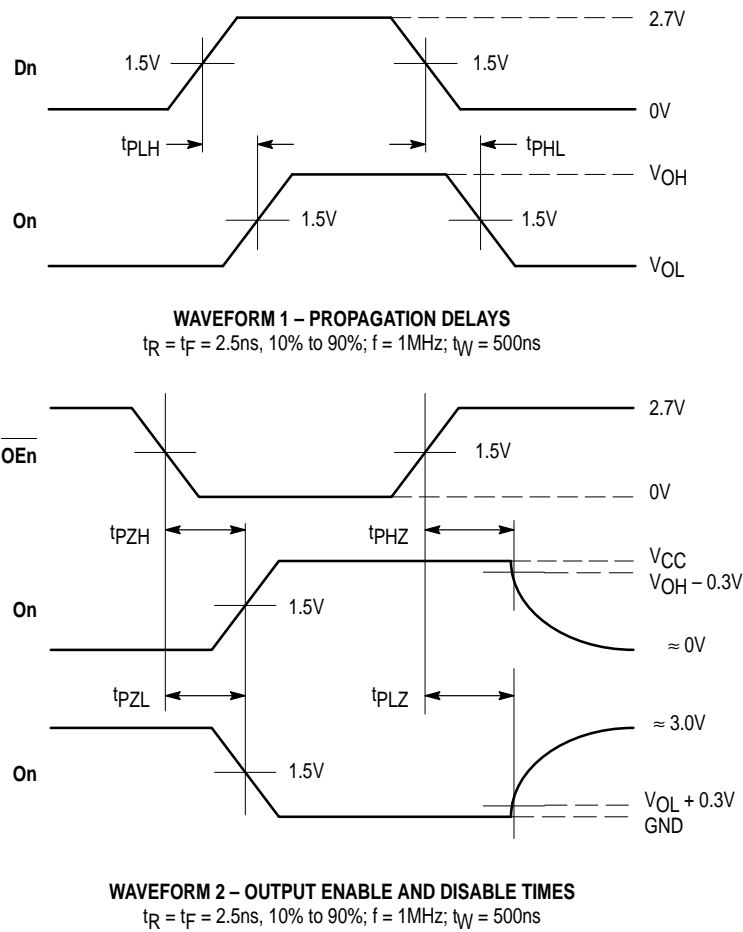 2.7V
Dn 1.5V 1.5V
0V
tPLH tPHL
VOH
On 1.5V 1.5V
VOL
WAVEFORM 1 – PROPAGATION DELAYS
tR = tF = 2.5ns, 10% to 90%; f = 1MHz; tW = 500ns
2.7V
OEn 1.5V
0V
tPZH tPHZ
VCC
VOH – 0.3V
On 1.5V
≈ 0V
tPZL tPLZ
≈ 3.0V
On 1.5V
VOL + 0.3V
GND
WAVEFORM 2 – OUTPUT ENABLE AND DISABLE TIMES
tR = tF = 2.5ns, 10% to 90%; f = 1MHz; tW = 500ns